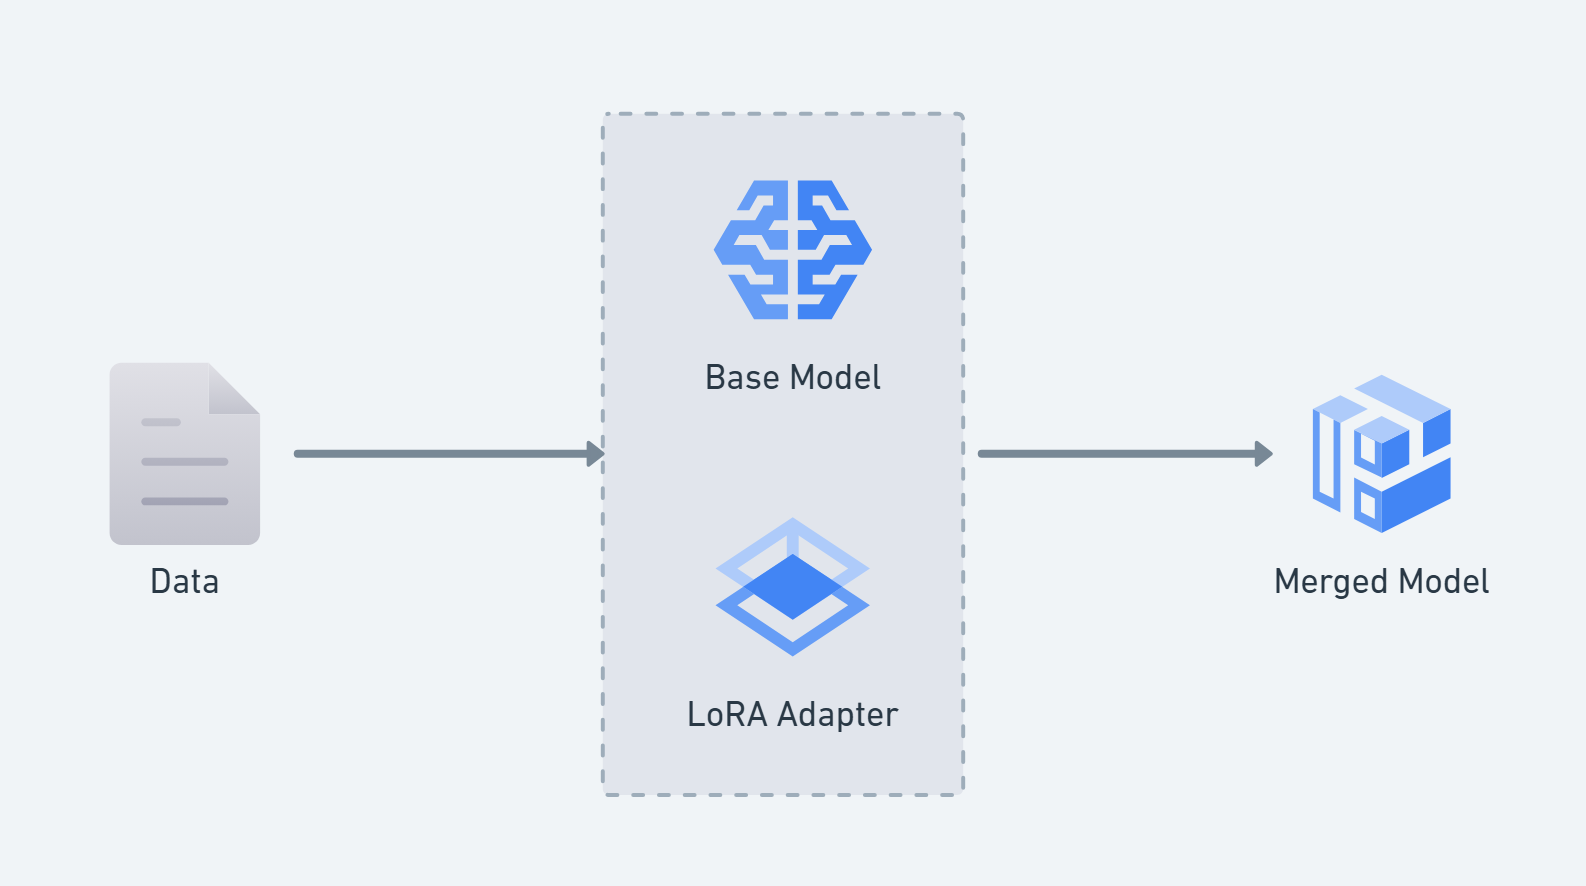 Base Model
LoRA Adapter
Data
Merged Model